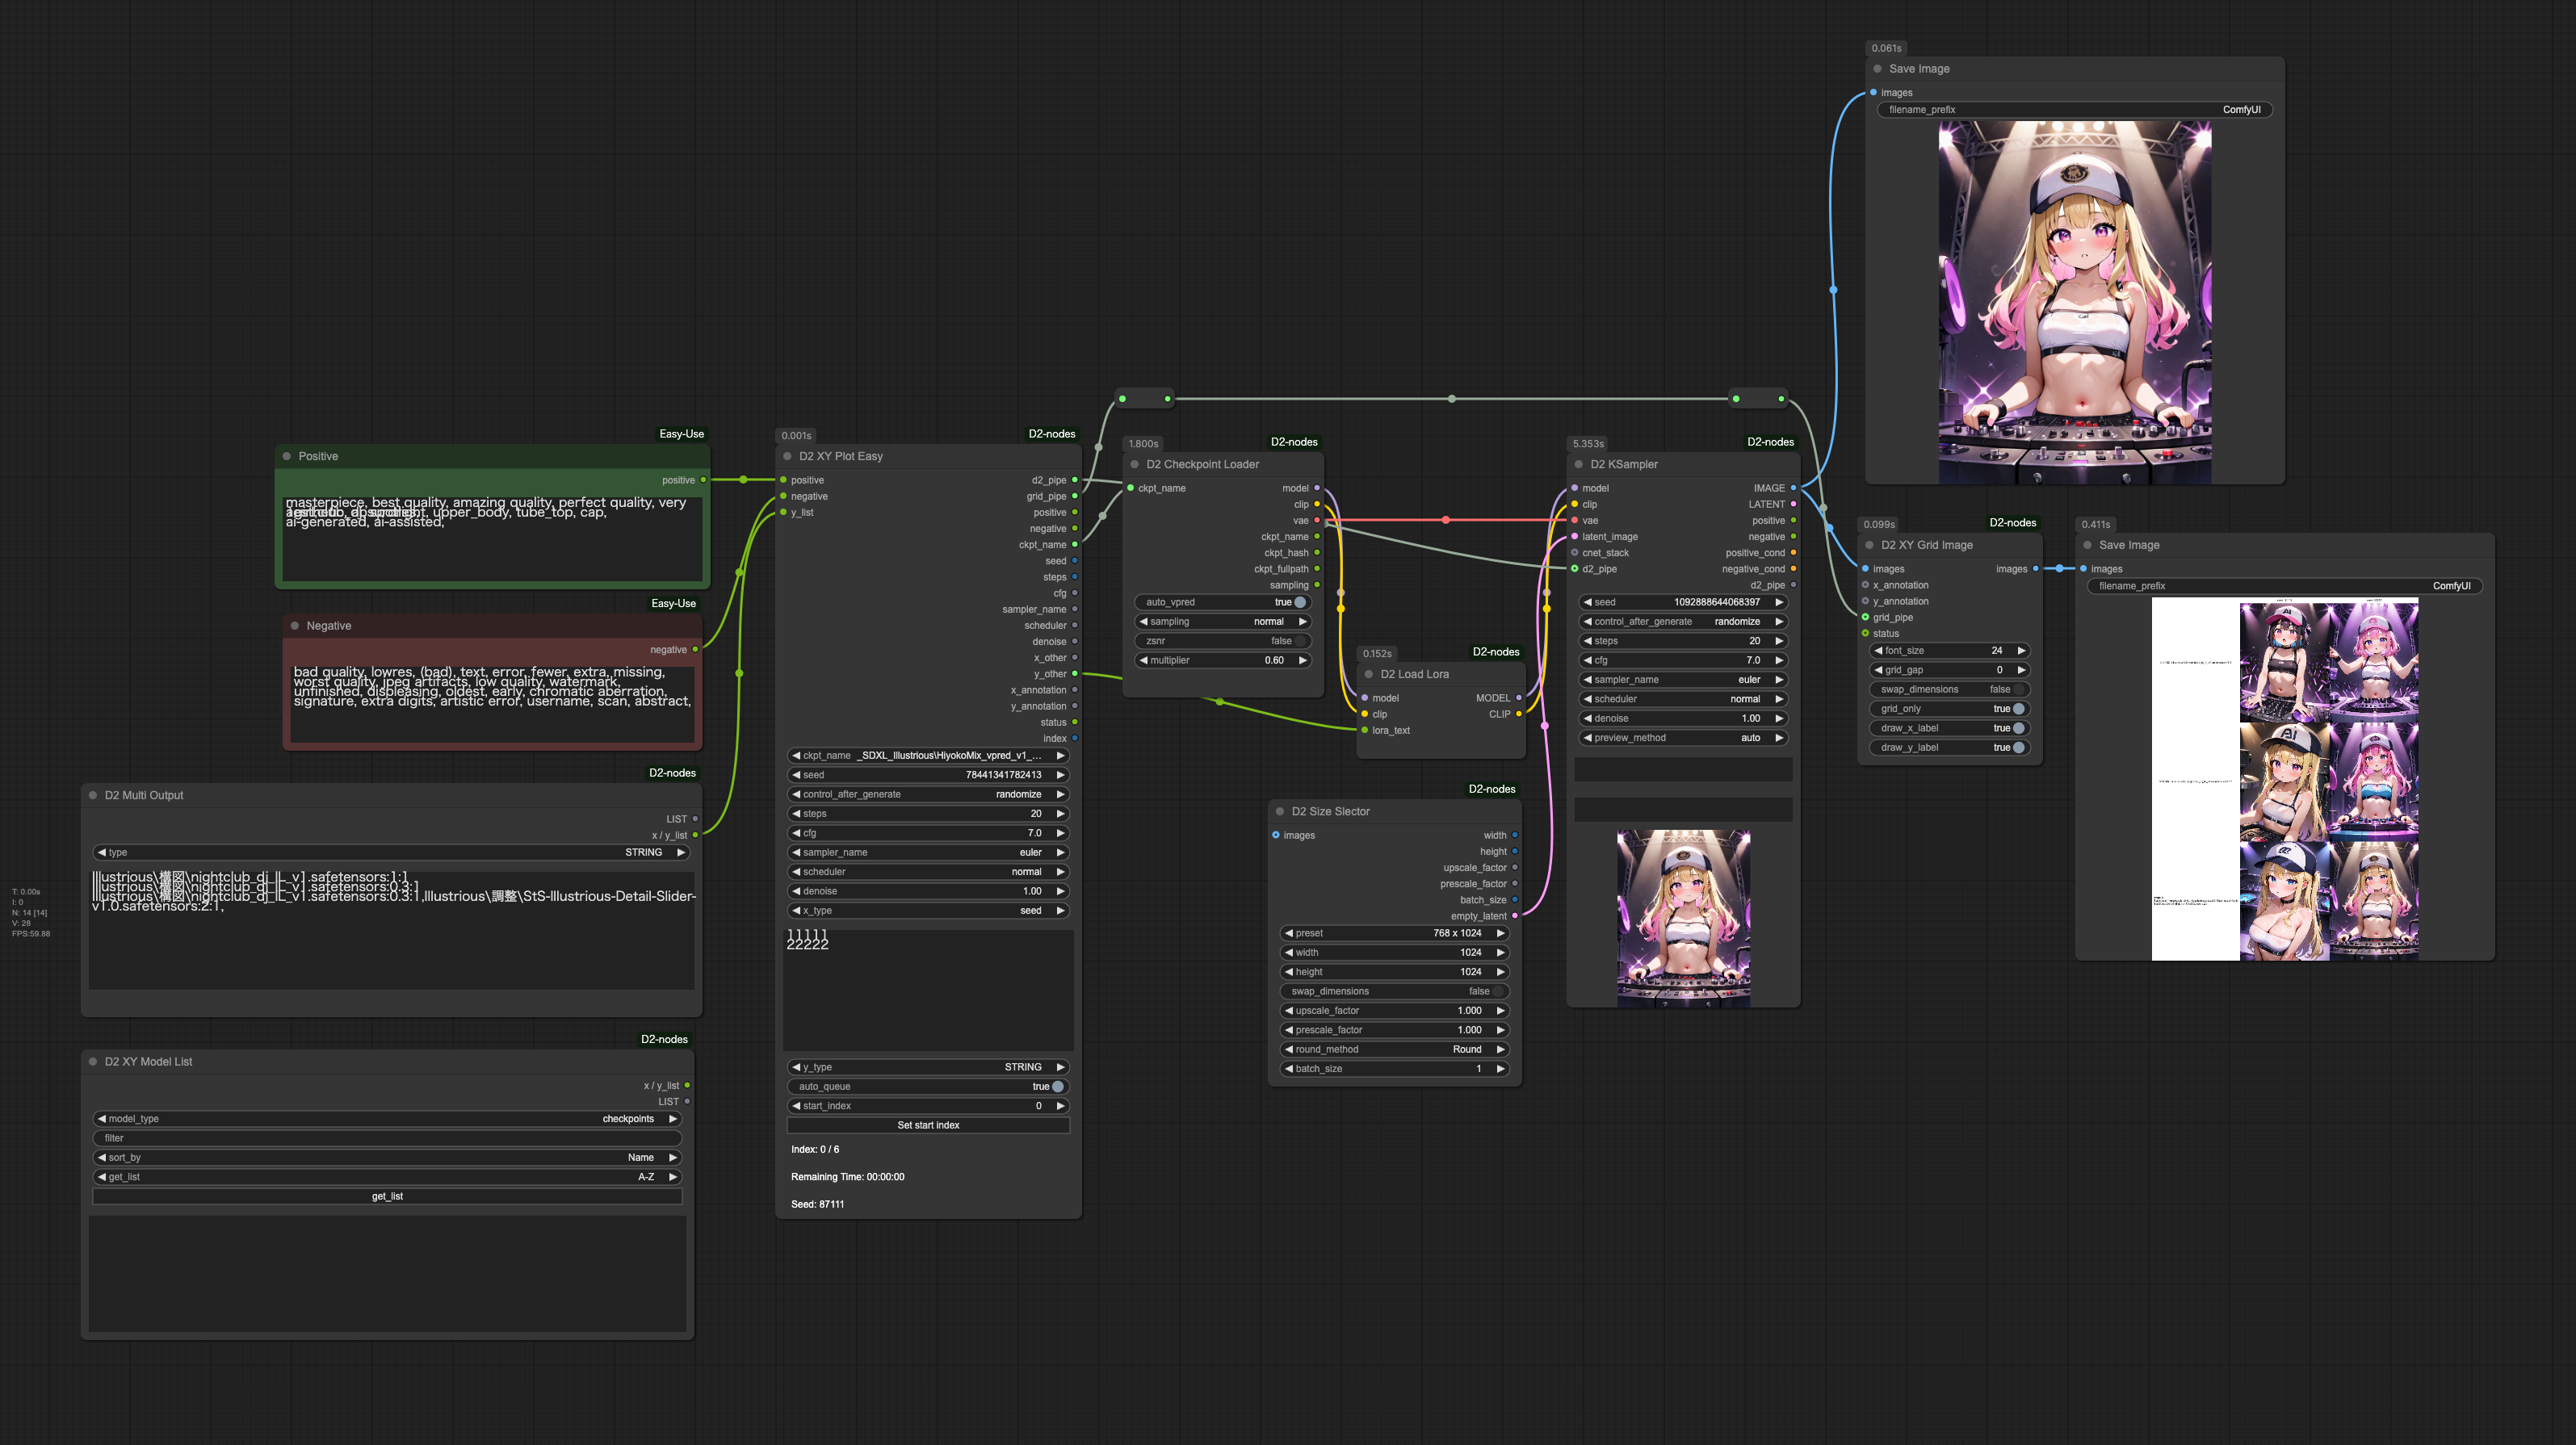 0.061s
Save Image
images
filename_prefix ComfyUI
Easy-Use
Positive
positive
masterpiece, best quality, amazing quality, perfect quality, very
upper_body, tube_top, cap,
ai-generated, ai-assisted,
Easy-Use
Negative
negative
bad quality, lowres, (bad), text, error, fewer, extra, missing,
worst quality, jpeg artifacts, low quality, watermark,
unfinished, displeasing, oldest, early, chromatic aberration,
signature, extra digits, artistic error, username, scan, abstract,
D2-nodes
D2 Multi Output
LIST
x / y_list
type STRING
Illustrious\構図\nightclub_dj_IL_v1.safetensors:1:1
Illustrious\構図\nightclub_dj_IL_v1.safetensors:0.3:1
Illustrious\構図\nightclub_dj_IL_v1.safetensors:0.3:1,Illustrious\調整\StS-Illustrious-Detail-Slider-
v1.0.safetensors:2:1,
D2-nodes
D2 XY Model List
x / y_list
LIST
model_type checkpoints
filter
sort_by Name
get_list A-Z
get_list
T: 0.00s
I: 0
N: 14 [14]
V: 28
FPS:59.88
0.001s
D2-nodes
D2 XY Plot Easy
positive d2_pipe
negative grid_pipe
y_list positive
negative
ckpt_name
seed
steps
cfg
sampler_name
scheduler
denoise
x_other
y_other
x_annotation
y_annotation
status
index
ckpt_name _SDXL_Illustrious\HiyokoMix_vpred_v1_...
seed 78441341782413
control_after_generate randomize
steps 20
cfg 7.0
sampler_name euler
scheduler normal
denoise 1.00
x_type seed
11111
22222
y_type STRING
auto_queue true
start_index 0
Set start index
Index: 0 / 6
Remaining Time: 00:00:00
Seed: 87111
1.800s
D2-nodes
D2 Checkpoint Loader
ckpt_name model
clip
vae
ckpt_name
ckpt_hash
ckpt_fullpath
sampling
auto_vpred true
sampling normal
zsnr false
multiplier 0.60
0.152s
D2-nodes
D2 Load Lora
model MODEL
clip CLIP
lora_text
D2-nodes
D2 Size Slector
images width
height
upscale_factor
prescale_factor
batch_size
empty_latent
preset 768 x 1024
width 1024
height 1024
swap_dimensions false
upscale_factor 1.000
prescale_factor 1.000
round_method Round
batch_size 1
5.353s
D2-nodes
D2 KSampler
model IMAGE
clip LATENT
vae positive
latent_image negative
cnet_stack positive_cond
d2_pipe negative_cond
d2_pipe
seed 1092888644068397
control_after_generate randomize
steps 20
cfg 7.0
sampler_name euler
scheduler normal
denoise 1.00
preview_method auto
0.099s
D2-nodes
D2 XY Grid Image
images images
x_annotation
y_annotation
grid_pipe
status
font_size 24
grid_gap 0
swap_dimensions false
grid_only true
draw_x_label true
draw_y_label true
0.411s
Save Image
images
filename_prefix ComfyUI